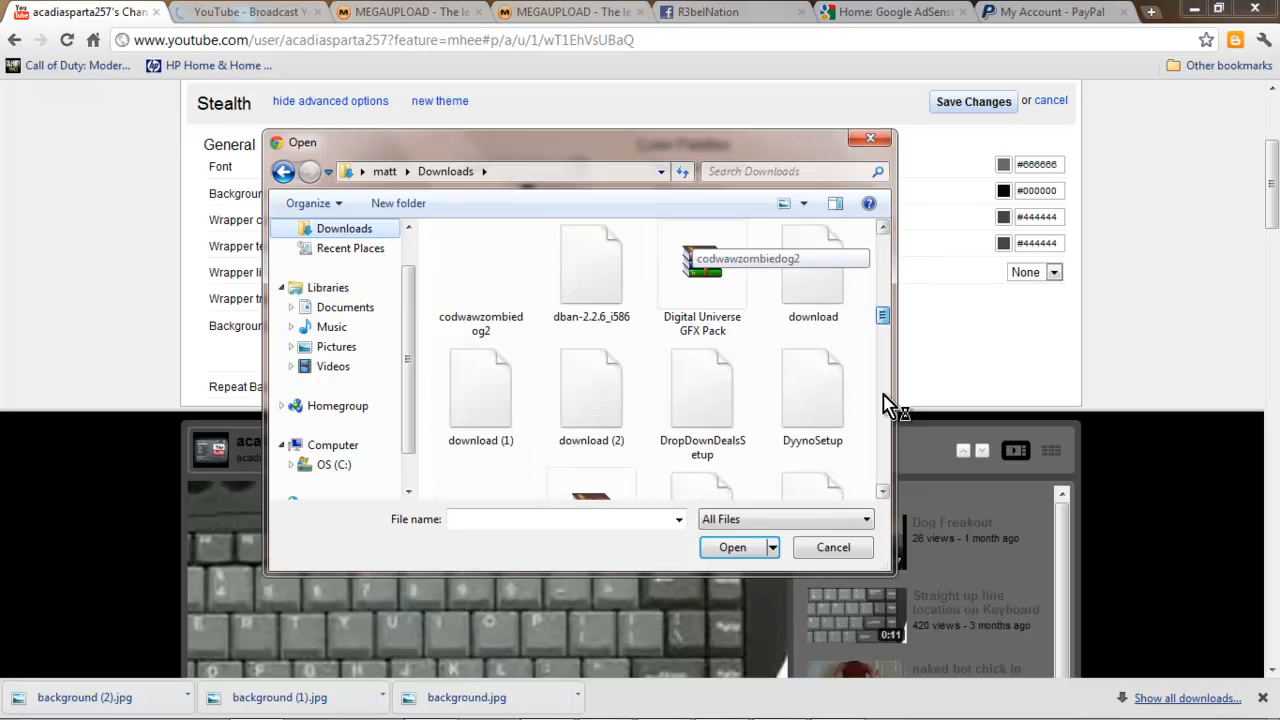 acadiasparta257's Chan
YouTube - Broadcast Y
MEGAUPLOAD - The le
MEGAUPLOAD - The le
R3belNation
Home: Google AdSens
My Account - PayPal
www.youtube.com/user/acadiasparta257?feature=mhee#p/a/u/1/wT1EhVsUBaQ
Call of Duty: Moder...
HP Home & Home ...
Other bookmarks
Stealth
hide advanced options
new theme
Save Changes or cancel
General
Font
Backgroun
Wrapper c
Wrapper te
Wrapper li
Wrapper tr
Backgroun
Repeat Ba
#666666
#000000
#444444
#444444
None
Open
matt
Downloads
Search Downloads
Organize
New folder
Downloads
Recent Places
Libraries
Documents
Music
Pictures
Videos
Homegroup
Computer
OS (C:)
codwawzombiedog2
codwawzombied
og2
dban-2.2.6_i586
Digital Universe
GFX Pack
download
download (1)
download (2)
DropDownDealsS
etup
DyynoSetup
File name:
All Files
Open
Cancel
Dog Freakout
26 views - 1 month ago
Straight up fine
location on Keyboard
420 views - 3 months ago
0:11
background (2).jpg
background (1).jpg
background.jpg
Show all downloads...